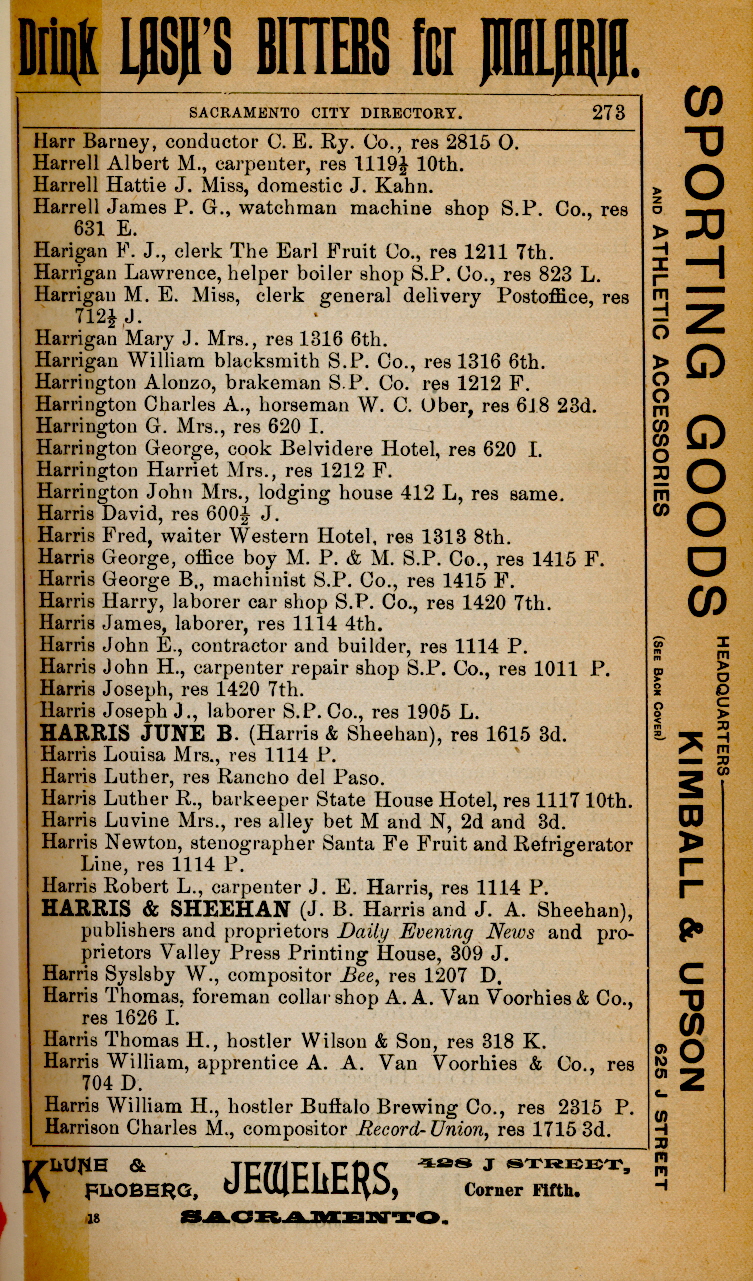 Drink LASH'S BITTERS for MALARIA.
SACRAMENTO CITY DIRECTORY. 273
Harr Barney, conductor C. E. Ry. Co., res 2815 O.
Harrell Albert M., carpenter, res 1119½ 10th.
Harrell Hattie J. Miss, domestic J. Kahn.
Harrell James P. G., watchman machine shop S.P. Co., res
631 E.
Harigan F. J., clerk The Earl Fruit Co., res 1211 7th.
Harrigan Lawrence, helper boiler shop S.P. Co., res 823 L.
Harrigan M. E. Miss, clerk general delivery Postoffice, res
712½ J.
Harrigan Mary J. Mrs., res 1316 6th.
Harrigan William blacksmith S.P. Co., res 1316 6th.
Harrington Alonzo, brakeman S.P. Co. res 1212 F.
Harrington Charles A., horseman W. C. Ober, res 618 23d.
Harrington G. Mrs., res 620 I.
Harrington George, cook Belvidere Hotel, res 620 I.
Harrington Harriet Mrs., res 1212 F.
Harrington John Mrs., lodging house 412 L, res same.
Harris David, res 600½ J.
Harris Fred, waiter Western Hotel, res 1313 8th.
Harris George, office boy M. P. & M. S.P. Co., res 1415 F.
Harris George B., machinist S.P. Co., res 1415 F.
Harris Harry, laborer car shop S.P. Co., res 1420 7th.
Harris James, laborer, res 1114 4th.
Harris John E., contractor and builder, res 1114 P.
Harris John H., carpenter repair shop S.P. Co., res 1011 P.
Harris Joseph, res 1420 7th.
Harris Joseph J., laborer S.P. Co., res 1905 L.
HARRIS JUNE B. (Harris & Sheehan), res 1615 3d.
Harris Louisa Mrs., res 1114 P.
Harris Luther, res Rancho del Paso.
Harris Luther R., barkeeper State House Hotel, res 1117 10th.
Harris Luvine Mrs., res alley bet M and N, 2d and 3d.
Harris Newton, stenographer Santa Fe Fruit and Refrigerator
Line, res 1114 P.
Harris Robert L., carpenter J. E. Harris, res 1114 P.
HARRIS & SHEEHAN (J. B. Harris and J. A. Sheehan),
publishers and proprietors Daily Evening News and pro-
prietors Valley Press Printing House, 309 J.
Harris Syslsby W., compositor Bee, res 1207 D.
Harris Thomas, foreman collar shop A. A. Van Voorhies & Co.,
res 1626 I.
Harris Thomas H., hostler Wilson & Son, res 318 K.
Harris William, apprentice A. A. Van Voorhies & Co., res
704 D.
Harris William H., hostler Buffalo Brewing Co., res 2315 P.
Harrison Charles M., compositor Record-Union, res 1715 3d.
KLUNE &
FLOBERG, JEWELERS, 428 J STREET,
Corner Fifth.
18 SACRAMENTO.
SPORTING GOODS
AND ATHLETIC ACCESSORIES
(SEE BACK COVER)
HEADQUARTERS
KIMBALL & UPSON
625 J STREET